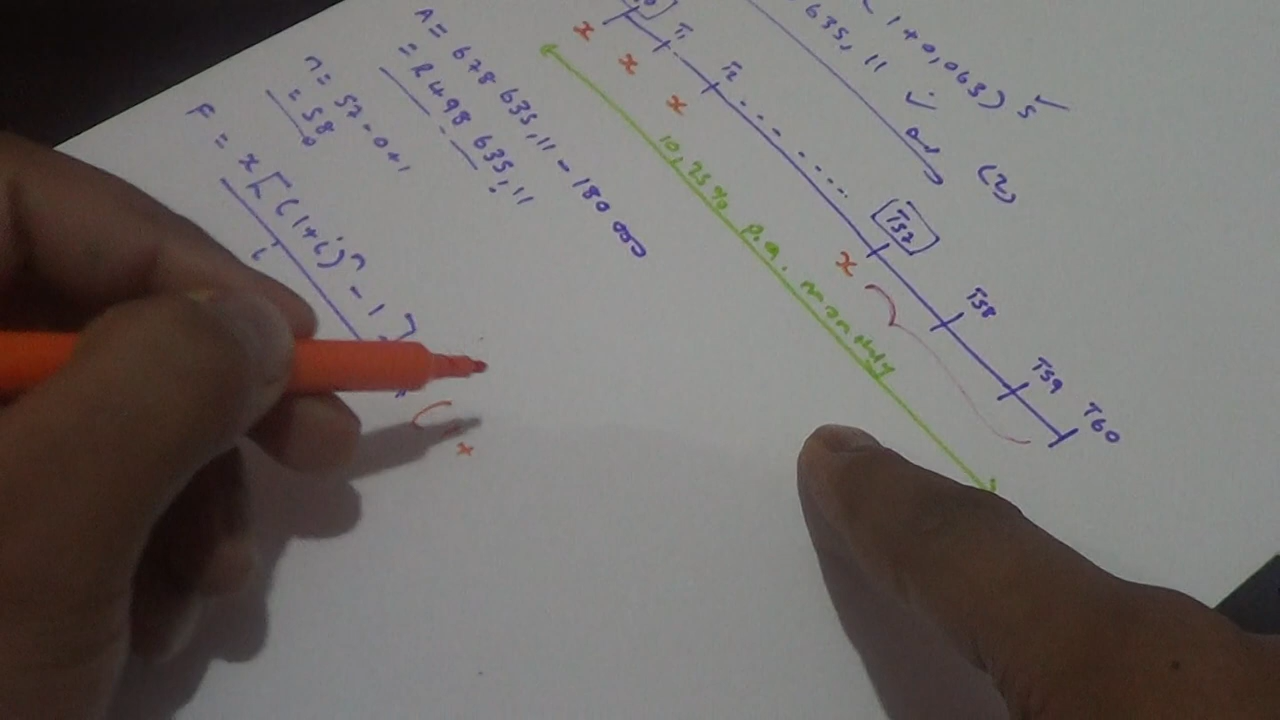 1+0,063)⁵
635,11
(2)
T1
T2
T57
T58
T59
T60
x x x x
10,25% p.a. monthly
A = 678 635,11 - 180 000
= R498 635,11
n = 57 - 0 + 1
= 58
F = x[(1+i)ⁿ - 1]
i